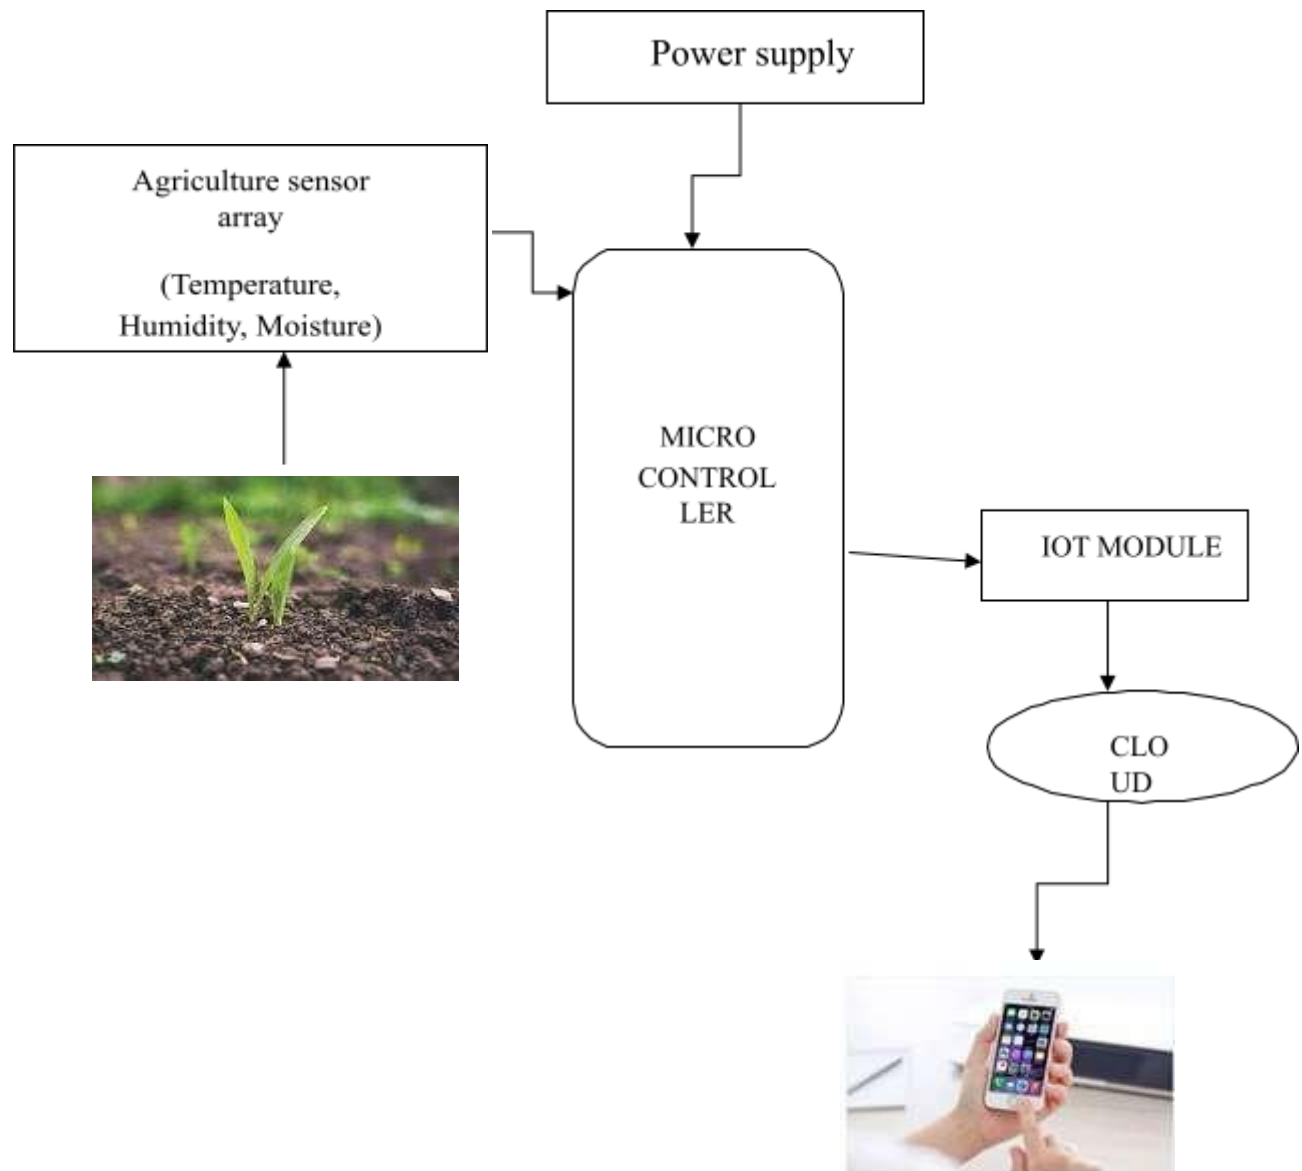 Power supply
Agriculture sensor
array
(Temperature,
Humidity, Moisture)
MICRO
CONTROL
LER
IOT MODULE
CLO
UD